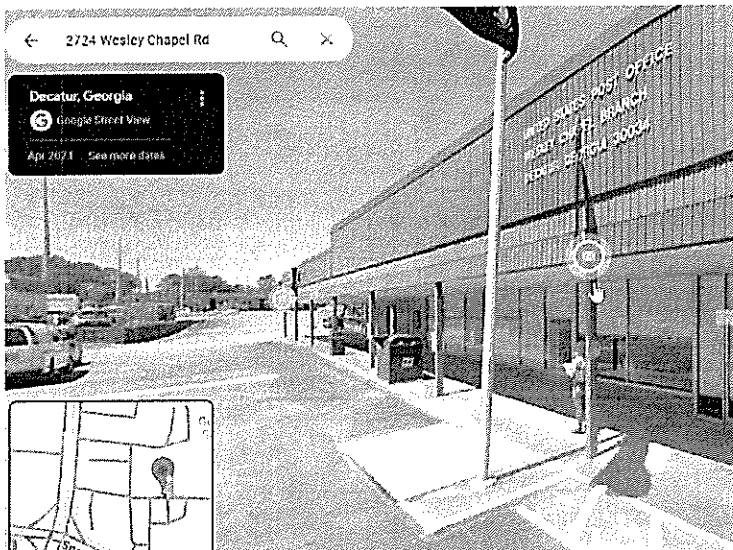 2724 Wesley Chapel Rd
Decatur, Georgia
G Google Street View
Apr 2021 See more dates
UNITED STATES POST OFFICE
WESLEY CHAPEL BRANCH
DECATUR GEORGIA 30034